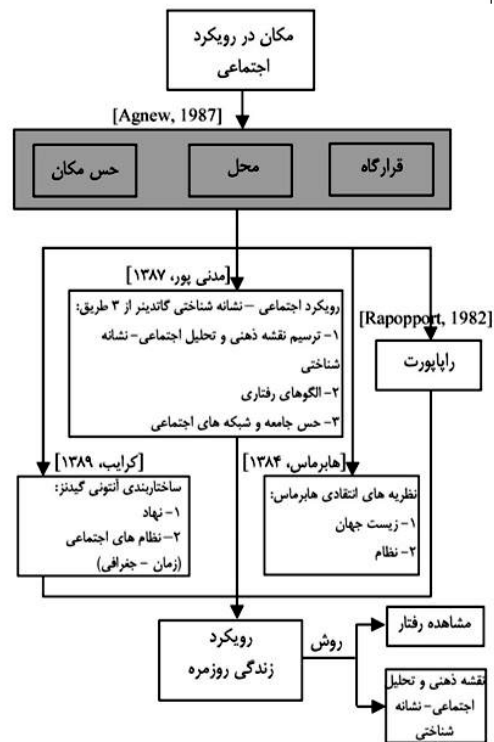 مکان در رویکرد
اجتماعی
[Agnew, 1987]
قرارگاه
محل
حس مکان
[مدنی پور، ۱۳۸۷]
رویکرد اجتماعی – نشانه شناختی گاتدینر از ۳ طریق:
۱- ترسیم نقشه ذهنی و تحلیل اجتماعی- نشانه
شناختی
۲- الگوهای رفتاری
۳- حس جامعه و شبکه های اجتماعی
[Rapopport, 1982]
راپاپورت
[هابرماس، ۱۳۸۴]
نظریه های انتقادی هابرماس:
۱- زیست جهان
۲- نظام
[کرایب، ۱۳۸۹]
ساختاربندی آنتونی گیدنز:
۱- نهاد
۲- نظام های اجتماعی
(زمان - جغرافی)
رویکرد
زندگی روزمره
روش
مشاهده رفتار
نقشه ذهنی و تحلیل
اجتماعی- نشانه
شناختی